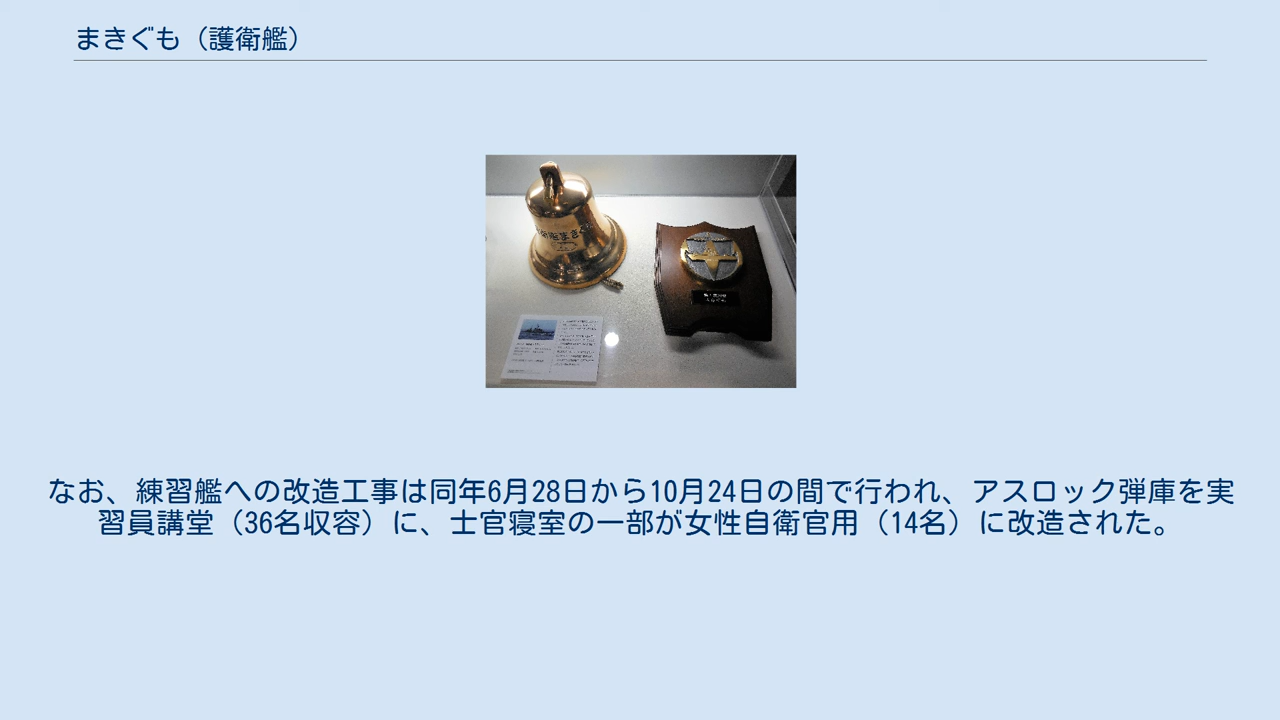 まきぐも（護衛艦）
なお、練習艦への改造工事は同年6月28日から10月24日の間で行われ、アスロック弾庫を実
習員講堂（36名収容）に、士官寝室の一部が女性自衛官用（14名）に改造された。